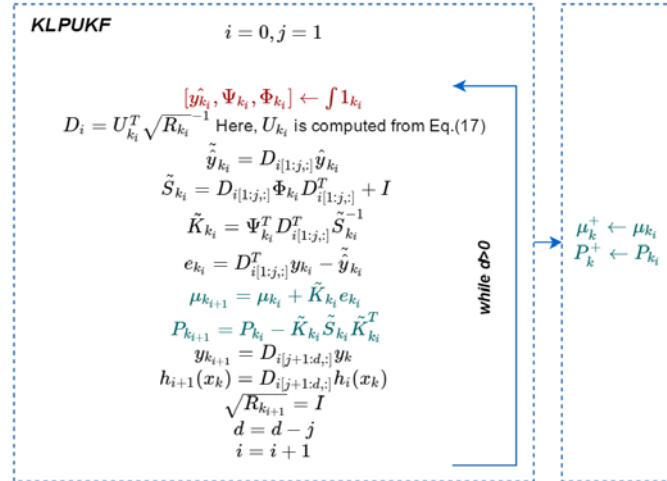 KLPUKF
i = 0, j = 1
[ŷ_{k_i}, Ψ_{k_i}, Φ_{k_i}] ← ∫1_{k_i}
D_i = U_{k_i}^T √R_{k_i}^{-1} Here, U_{k_i} is computed from Eq.(17)
ỹ̂_{k_i} = D_{i[1:j,:]} ŷ_{k_i}
S̃_{k_i} = D_{i[1:j,:]} Φ_{k_i} D_{i[1:j,:]}^T + I
K̃_{k_i} = Ψ_{k_i}^T D_{i[1:j,:]}^T S̃_{k_i}^{-1}
e_{k_i} = D_{i[1:j,:]}^T y_{k_i} − ỹ̂_{k_i}
μ_{k_{i+1}} = μ_{k_i} + K̃_{k_i} e_{k_i}
P_{k_{i+1}} = P_{k_i} − K̃_{k_i} S̃_{k_i} K̃_{k_i}^T
y_{k_{i+1}} = D_{i[j+1:d,:]} y_k
h_{i+1}(x_k) = D_{i[j+1:d,:]} h_i(x_k)
√R_{k_{i+1}} = I
d = d − j
i = i + 1
while d>0
μ_k^+ ← μ_{k_i}
P_k^+ ← P_{k_i}